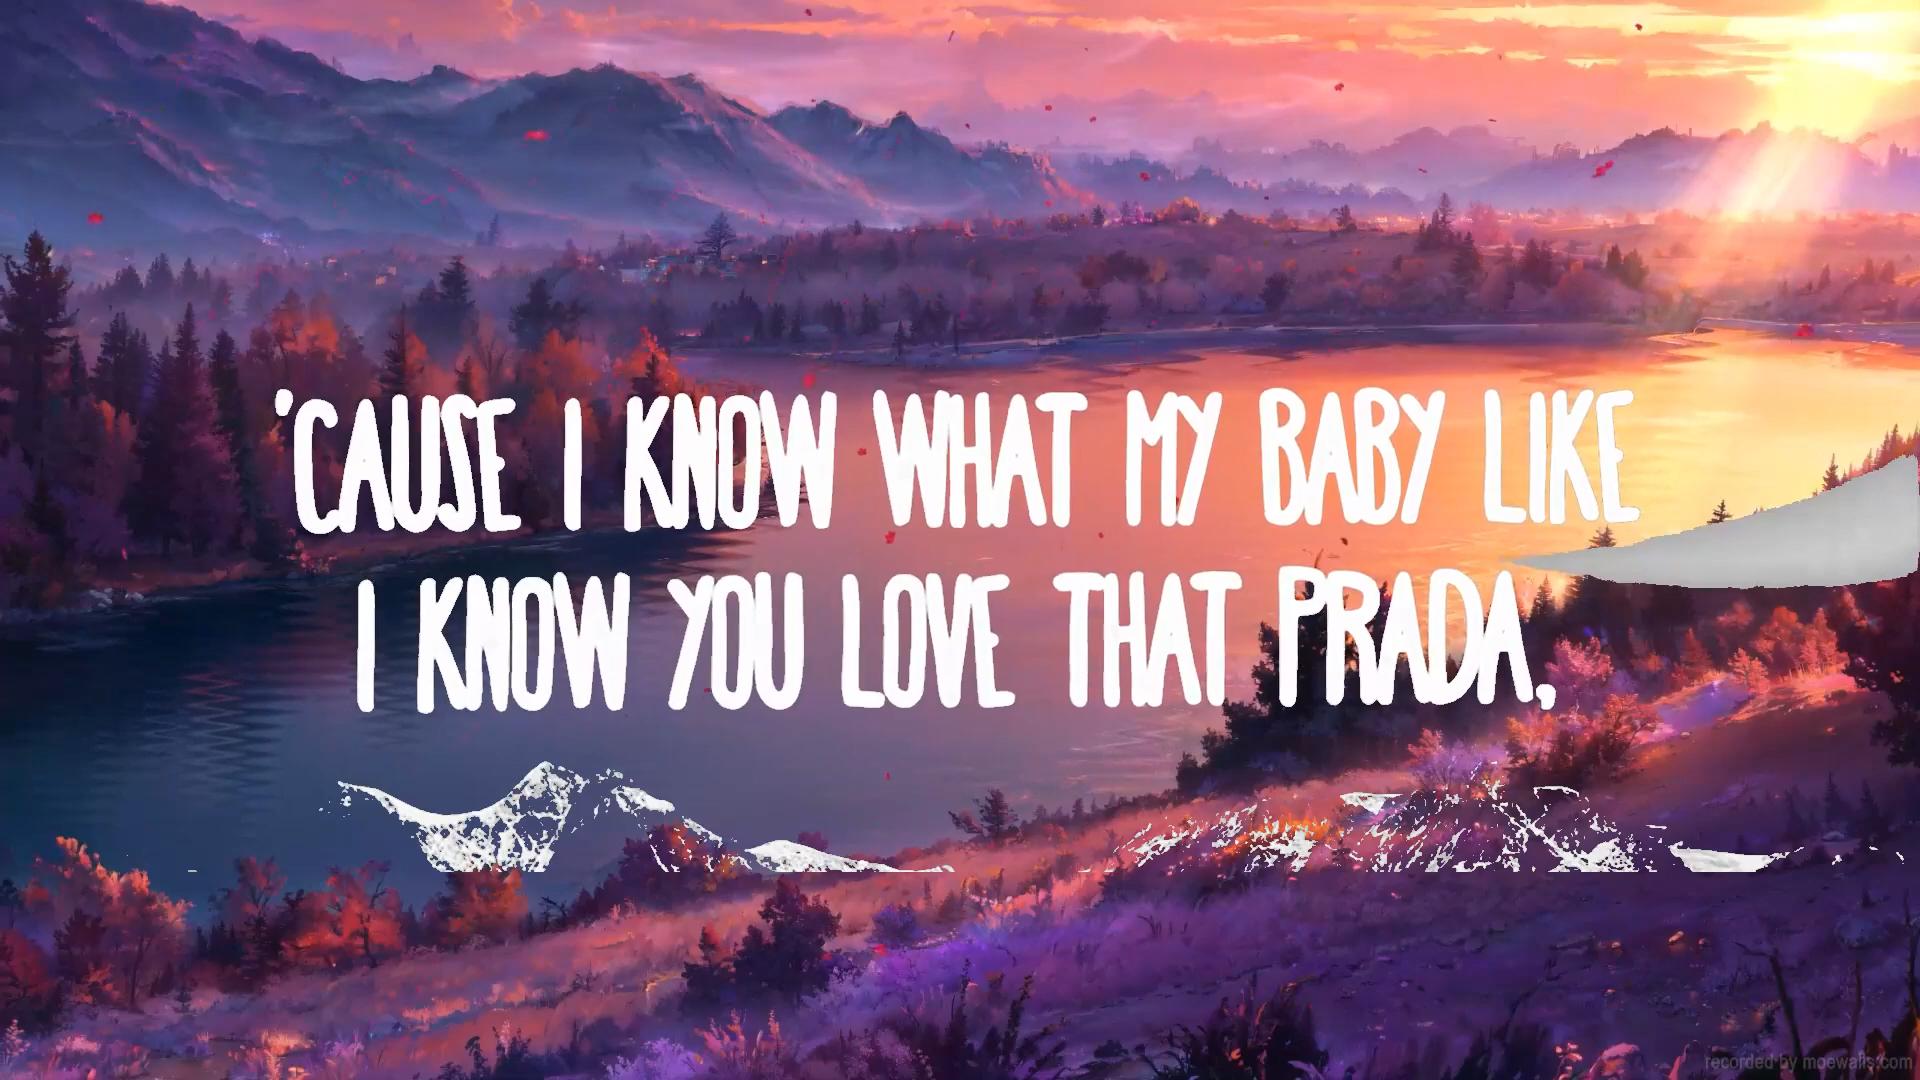 'CAUSE I KNOW WHAT MY BABY LIKE
I KNOW YOU LOVE THAT PRADA,
recorded by moewalls.com